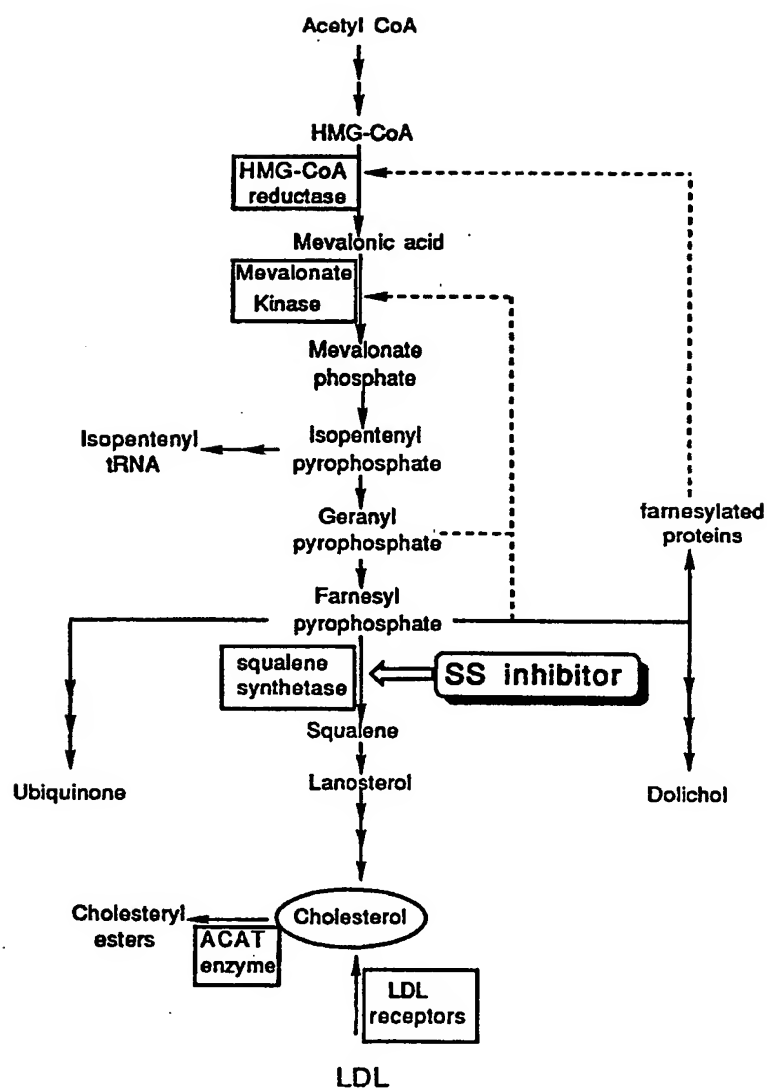 Acetyl CoA
HMG-CoA
HMG-CoA
reductase
Mevalonic acid
Mevalonate
Kinase
Mevalonate
phosphate
Isopentenyl
tRNA
Isopentenyl
pyrophosphate
Geranyl
pyrophosphate
farnesylated
proteins
Farnesyl
pyrophosphate
squalene
synthetase
SS inhibitor
Squalene
Ubiquinone
Lanosterol
Dolichol
Cholesteryl
esters
Cholesterol
ACAT
enzyme
LDL
receptors
LDL